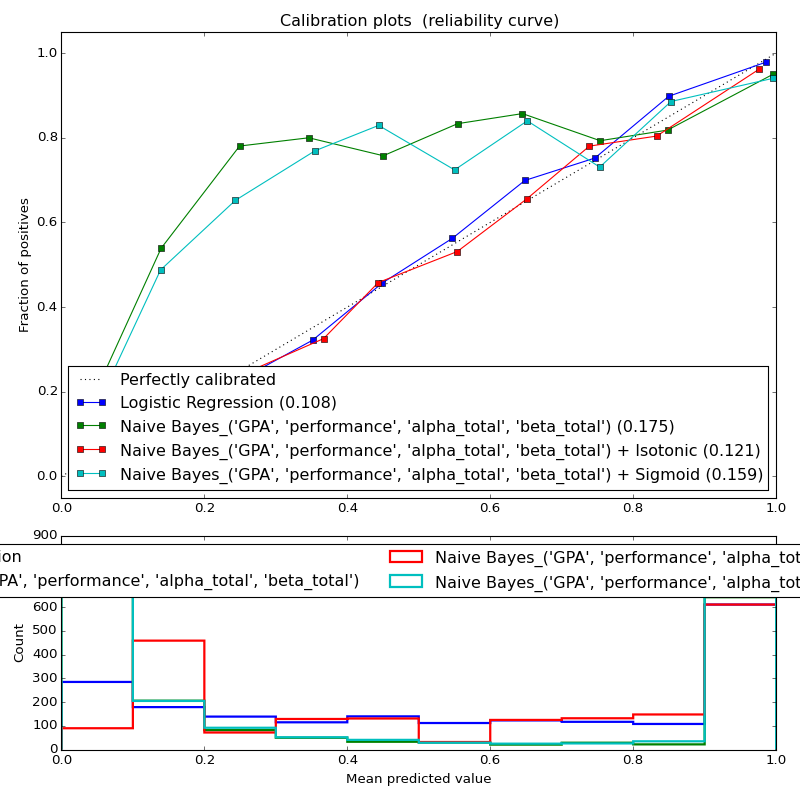 Calibration plots  (reliability curve)
1.0
0.8
0.6
0.4
0.2
0.0
Fraction of positives
Perfectly calibrated
Logistic Regression (0.108)
Naive Bayes_('GPA', 'performance', 'alpha_total', 'beta_total') (0.175)
Naive Bayes_('GPA', 'performance', 'alpha_total', 'beta_total') + Isotonic (0.121)
Naive Bayes_('GPA', 'performance', 'alpha_total', 'beta_total') + Sigmoid (0.159)
0.0 0.2 0.4 0.6 0.8 1.0
900
ion
PA', 'performance', 'alpha_total', 'beta_total')
Naive Bayes_('GPA', 'performance', 'alpha_tot
Naive Bayes_('GPA', 'performance', 'alpha_tot
600
500
400
300
200
100
0
Count
0.0 0.2 0.4 0.6 0.8 1.0
Mean predicted value